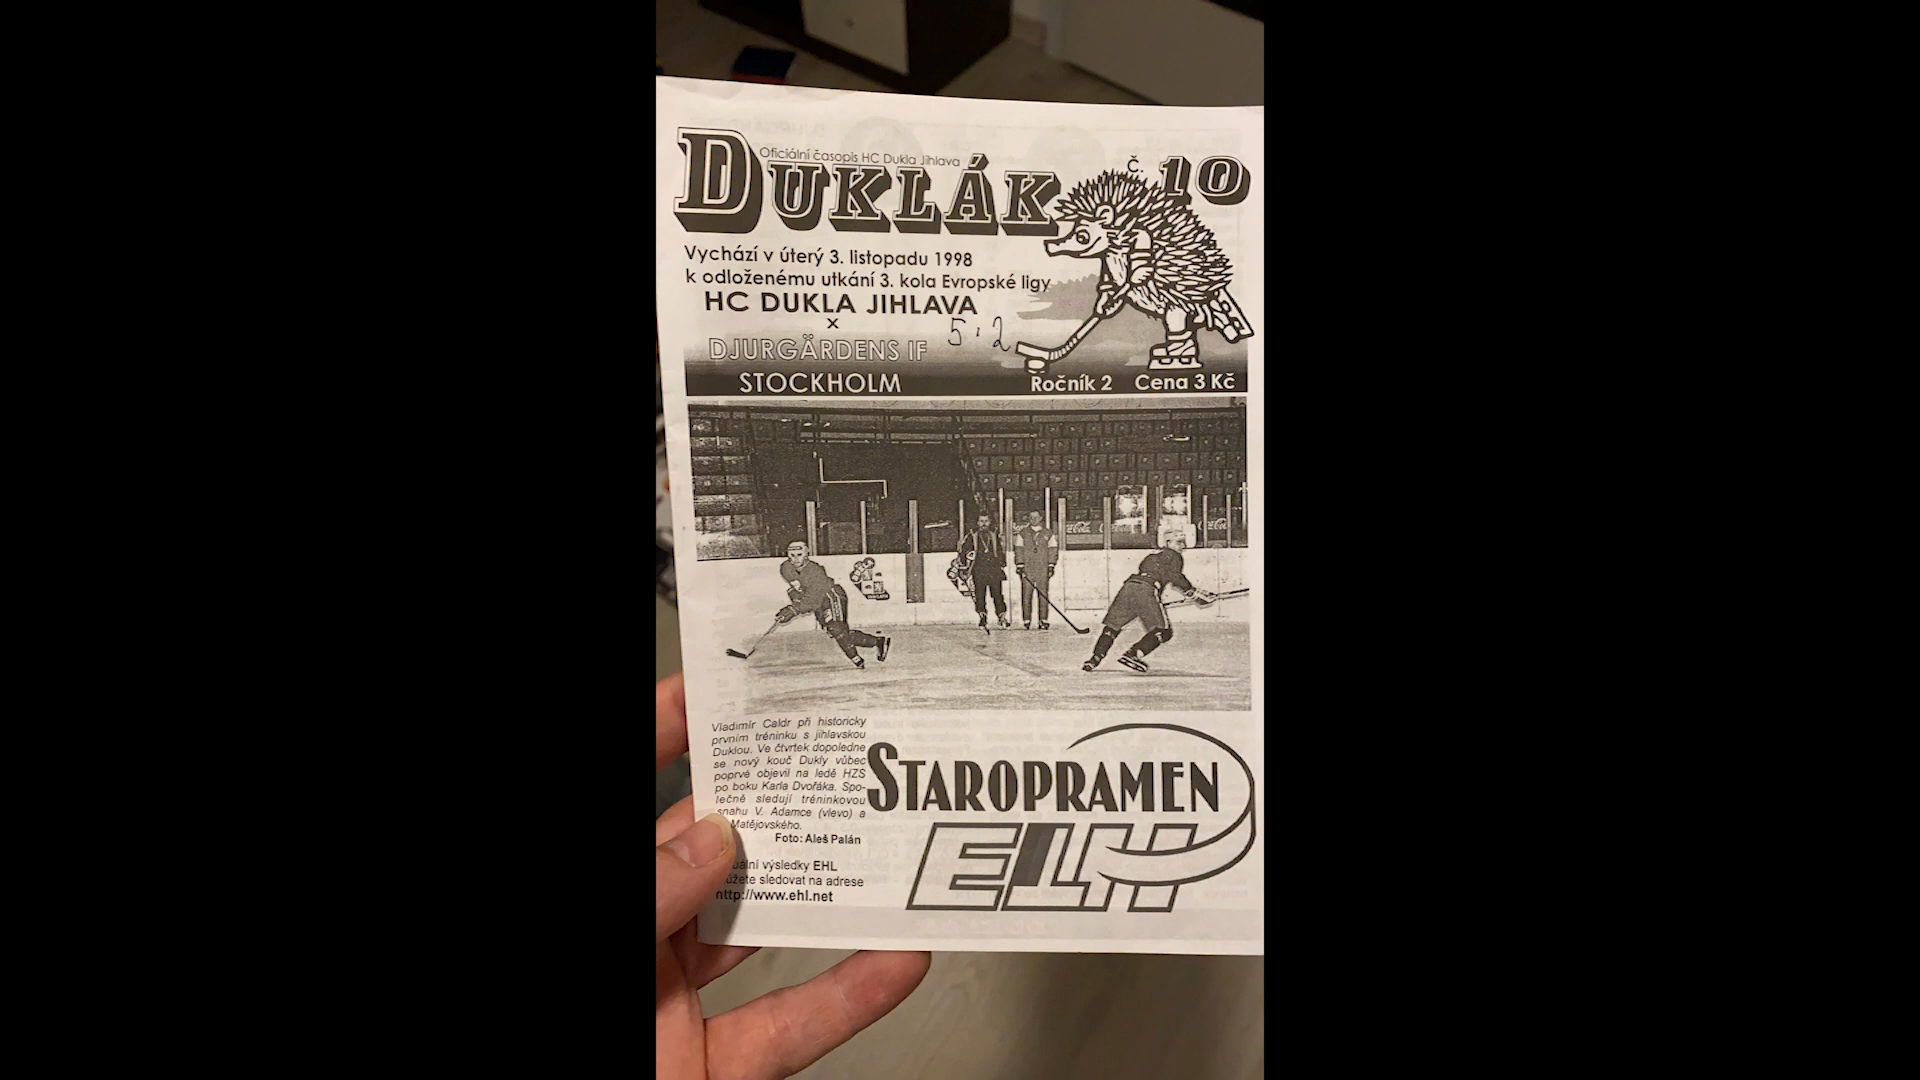 Oficiální časopis HC Dukla Jihlava
DUKLÁK
Č. 10
Vychází v úterý 3. listopadu 1998
k odloženému utkání 3. kola Evropské ligy
HC DUKLA JIHLAVA
x
5:2
DJURGÄRDENS IF
STOCKHOLM
Ročník 2 Cena 3 Kč
Coca-Cola
Vladimír Caldr při historicky
prvním tréninku s jihlavskou
Duklou. Ve čtvrtek dopoledne
se nový kouč Dukly vůbec
poprvé objevil na ledě HZS
po boku Karla Dvořáka. Spo-
lečně sledují tréninkovou
snahu V. Adamce (vlevo) a
Matějovského.
Foto: Aleš Palán
výsledky EHL
sledovat na adrese
http://www.ehl.net
STAROPRAMEN
ELH